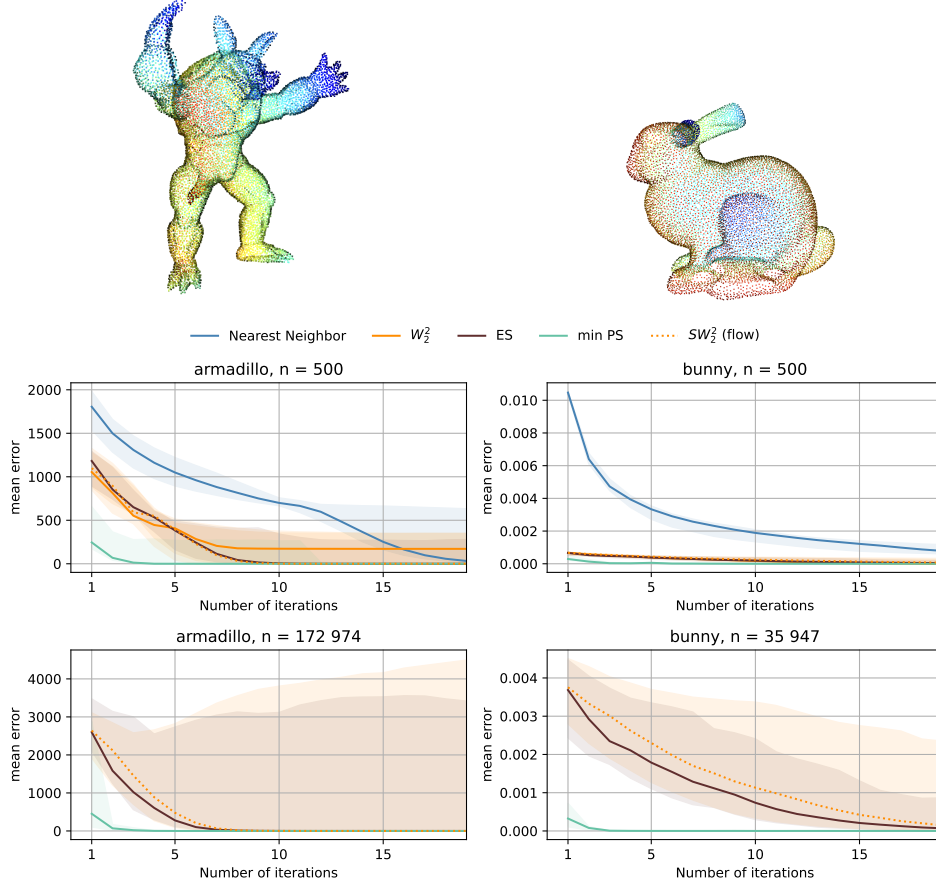 Nearest Neighbor W₂² ES min PS SW₂² (flow)
armadillo, n = 500
2000
1500
1000
500
0
mean error
1 5 10 15
Number of iterations
bunny, n = 500
0.010
0.008
0.006
0.004
0.002
0.000
mean error
1 5 10 15
Number of iterations
armadillo, n = 172 974
4000
3000
2000
1000
0
mean error
1 5 10 15
Number of iterations
bunny, n = 35 947
0.004
0.003
0.002
0.001
0.000
mean error
1 5 10 15
Number of iterations